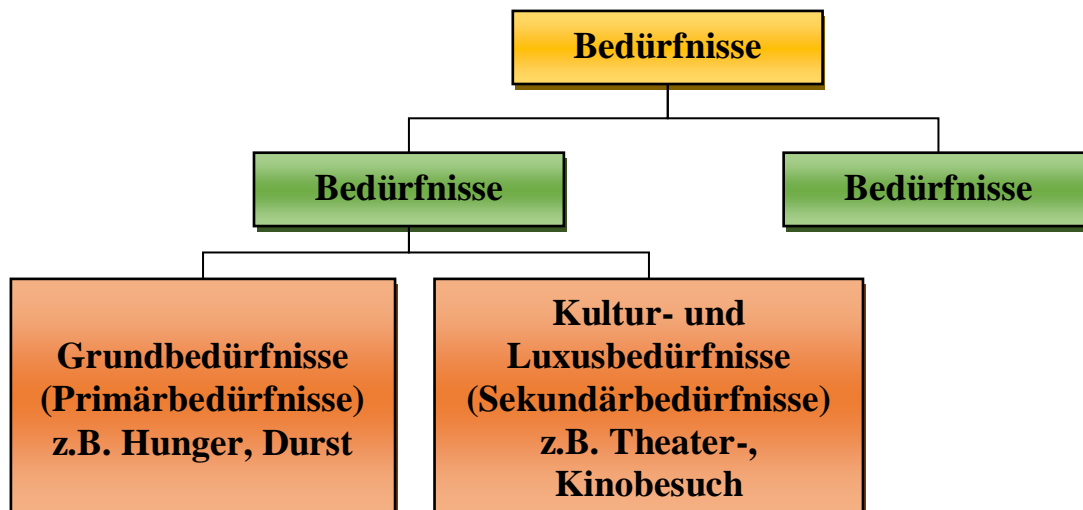 Bedürfnisse
Bedürfnisse
Bedürfnisse
Grundbedürfnisse
(Primärbedürfnisse)
z.B. Hunger, Durst
Kultur- und
Luxusbedürfnisse
(Sekundärbedürfnisse)
z.B. Theater-,
Kinobesuch